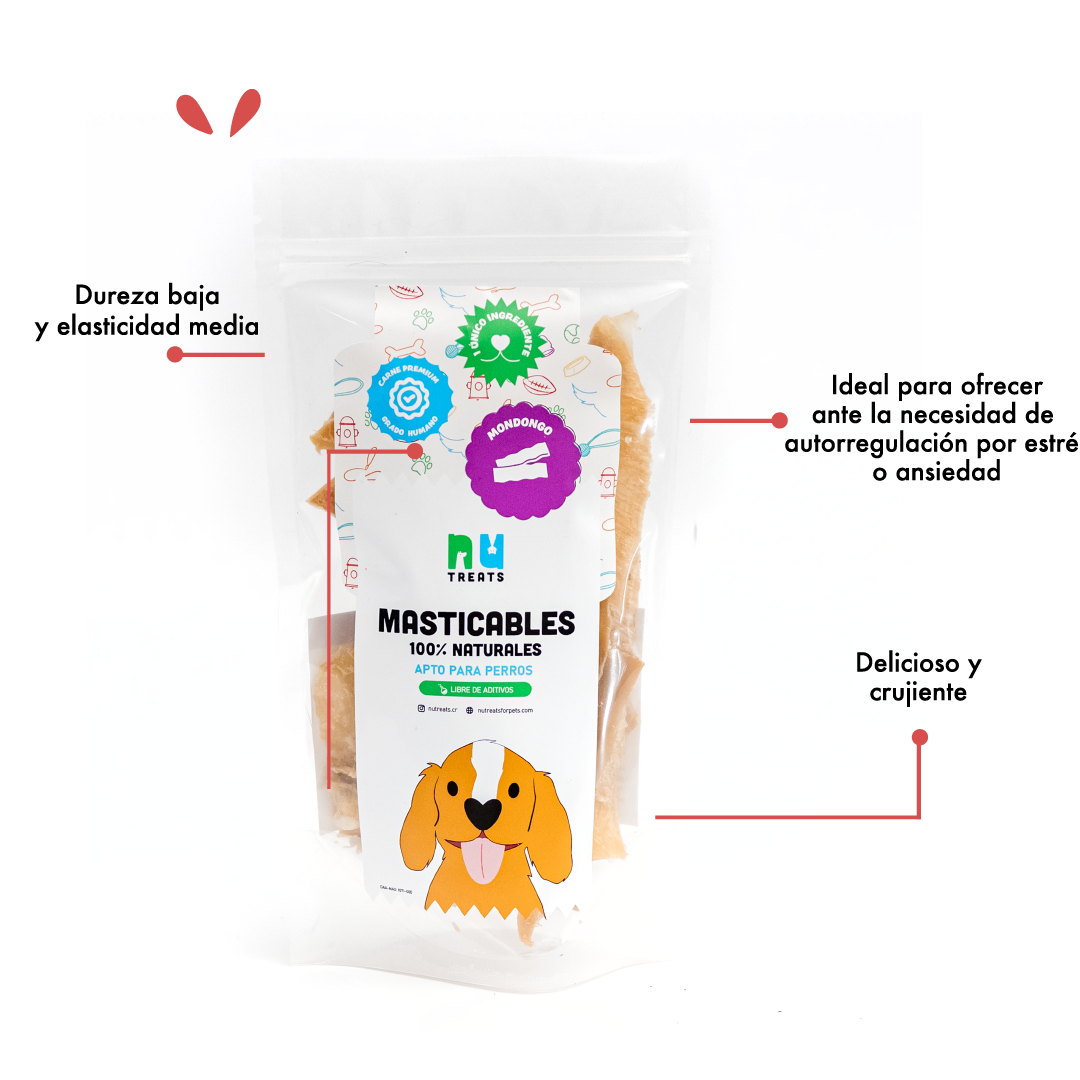 Dureza baja
y elasticidad media
Ideal para ofrecer
ante la necesidad de
autorregulación por estré
o ansiedad
Delicioso y
crujiente
1 ÚNICO INGREDIENTE
CARNE PREMIUM
GRADO HUMANO
MONDONGO
nu
TREATS
MASTICABLES
100% NATURALES
APTO PARA PERROS
LIBRE DE ADITIVOS
nutreats.cr nutreatsforpets.com